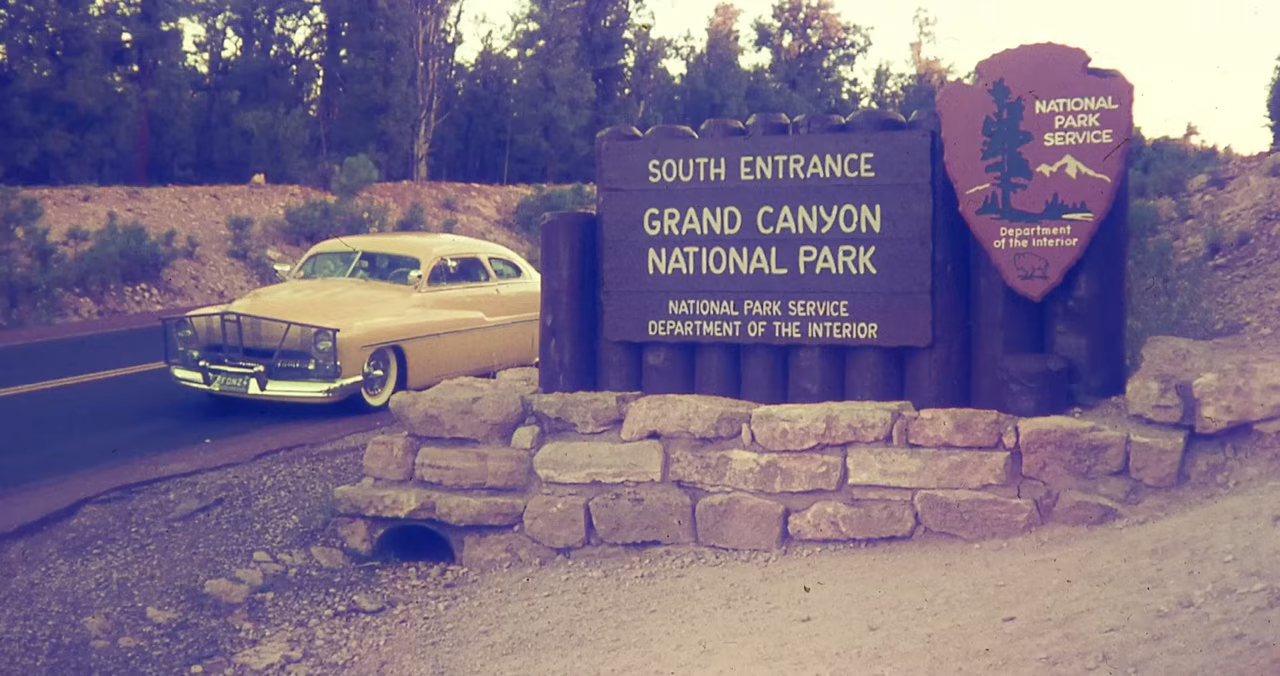 SOUTH ENTRANCE
GRAND CANYON
NATIONAL PARK
NATIONAL PARK SERVICE
DEPARTMENT OF THE INTERIOR
NATIONAL
PARK
SERVICE
Department
of the Interior